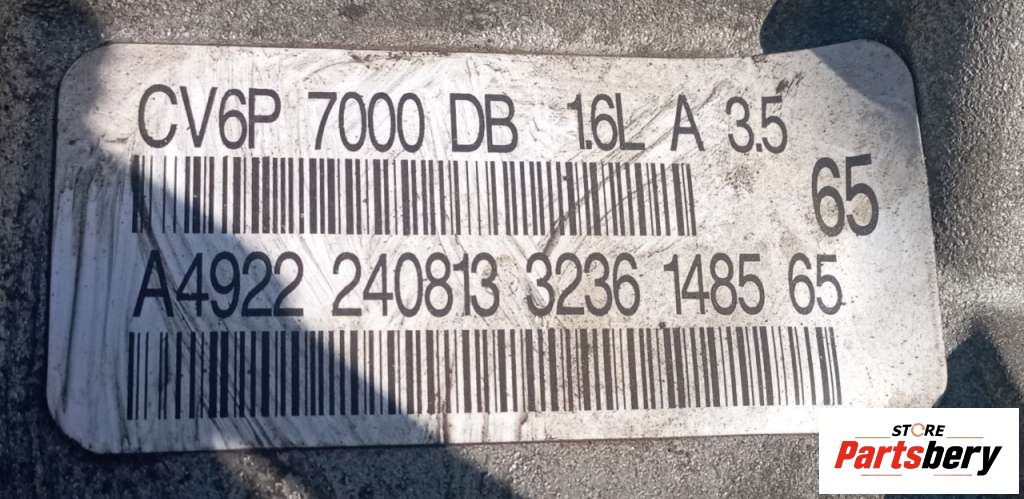 CV6P 7000 DB 1.6L A 3.5
65
A4922 240813 3236 1485 65
STORE
Partsbery